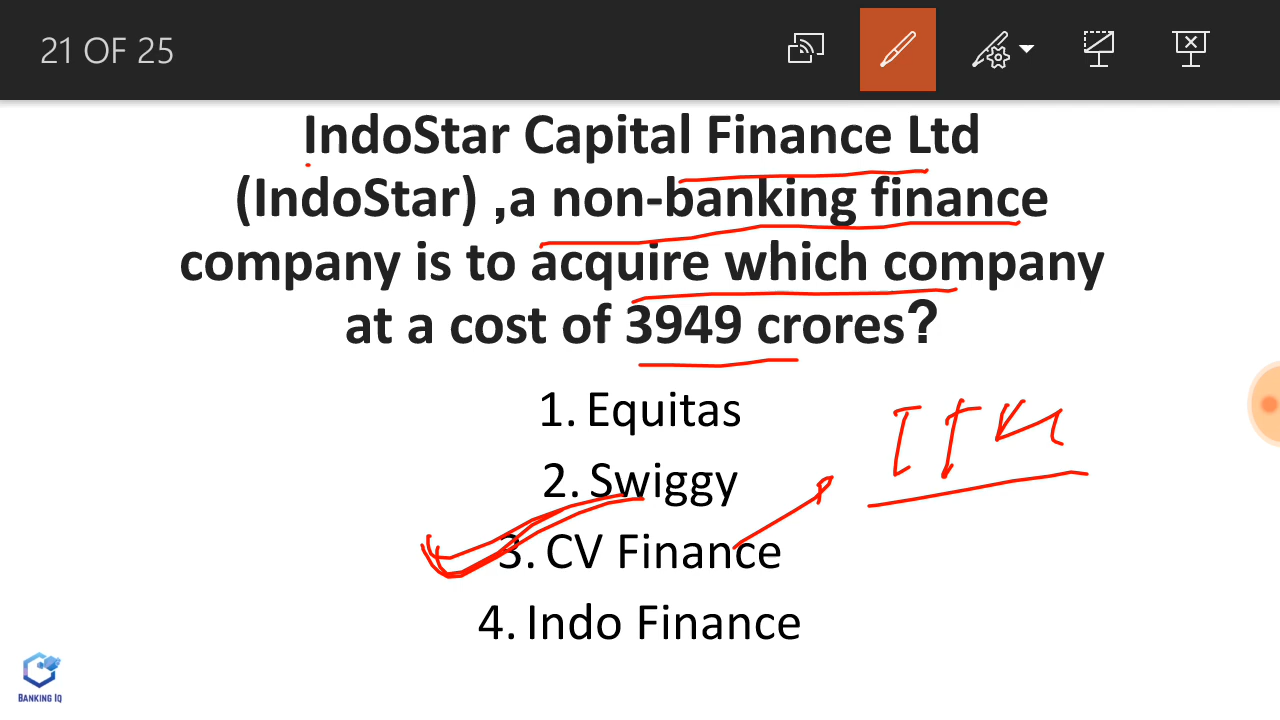 21 OF 25
IndoStar Capital Finance Ltd
(IndoStar) ,a non-banking finance
company is to acquire which company
at a cost of 3949 crores?
1. Equitas
2. Swiggy
3. CV Finance
4. Indo Finance
BANKING IQ